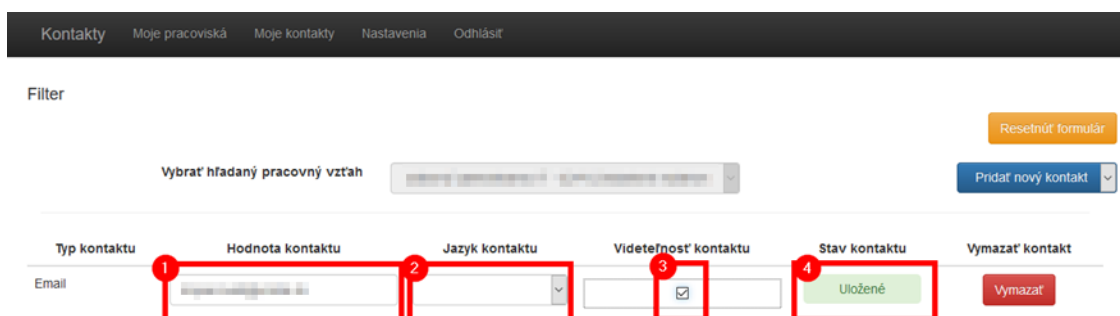 Kontakty Moje pracoviská Moje kontakty Nastavenia Odhlásiť
Filter
Resetnúť formulár
Vybrať hľadaný pracovný vzťah
Pridať nový kontakt
Typ kontaktu Hodnota kontaktu Jazyk kontaktu Videteľnosť kontaktu Stav kontaktu Vymazať kontakt
1 2 3 4
Email Uložené Vymazať